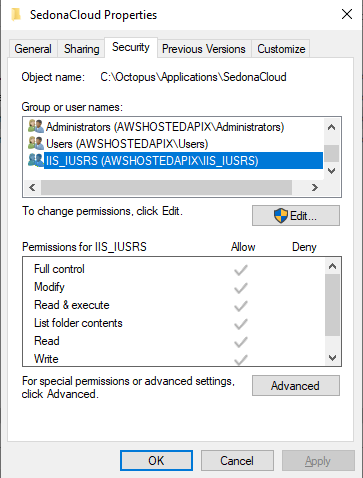 SedonaCloud Properties
General
Sharing
Security
Previous Versions
Customize
Object name: C:\Octopus\Applications\SedonaCloud
Group or user names:
Administrators (AWSHOSTEDAPIX\Administrators)
Users (AWSHOSTEDAPIX\Users)
IIS_IUSRS (AWSHOSTEDAPIX\IIS_IUSRS)
To change permissions, click Edit.
Edit...
Permissions for IIS_IUSRS Allow Deny
Full control
Modify
Read & execute
List folder contents
Read
Write
For special permissions or advanced settings,
click Advanced.
Advanced
OK
Cancel
Apply